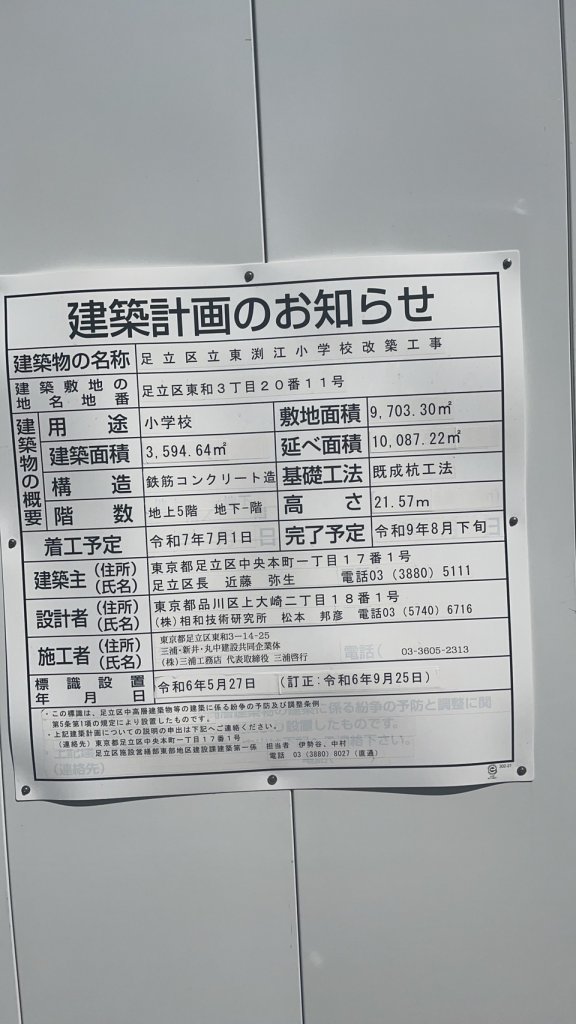 建築計画のお知らせ
建築物の名称 足立区立東渕江小学校改築工事
建築敷地の地名地番 足立区東和3丁目20番11号
建築物の概要
用途 小学校 敷地面積 9,703.30㎡
建築面積 3,594.64㎡ 延べ面積 10,087.22㎡
構造 鉄筋コンクリート造 基礎工法 既成杭工法
階数 地上5階 地下-階 高さ 21.57m
着工予定 令和7年7月1日 完了予定 令和9年8月下旬
建築主(住所)(氏名) 東京都足立区中央本町一丁目17番1号
足立区長 近藤 弥生 電話03(3880)5111
設計者(住所)(氏名) 東京都品川区上大崎二丁目18番1号
(株)相和技術研究所 松本 邦彦 電話03(5740)6716
施工者(住所)(氏名) 東京都足立区東和3-14-25
三浦・新井・丸中建設共同企業体
(株)三浦工務店 代表取締役 三浦啓行 電話( 03-3605-2313
標識設置年月日 令和6年5月27日 (訂正:令和6年9月25日)
・この標識は、足立区中高層建築物等の建築に係る紛争の予防及び調整条例
第5条第1項の規定により設置したものです。
・上記建築計画についての説明の申出は下記へご連絡ください。
(連絡先)東京都足立区中央本町一丁目17番1号
足立区施設営繕部東部地区建設課建築第一係 担当者 伊勢谷、中村
電話 03(3880)8027(直通)
(連絡先)
302-21